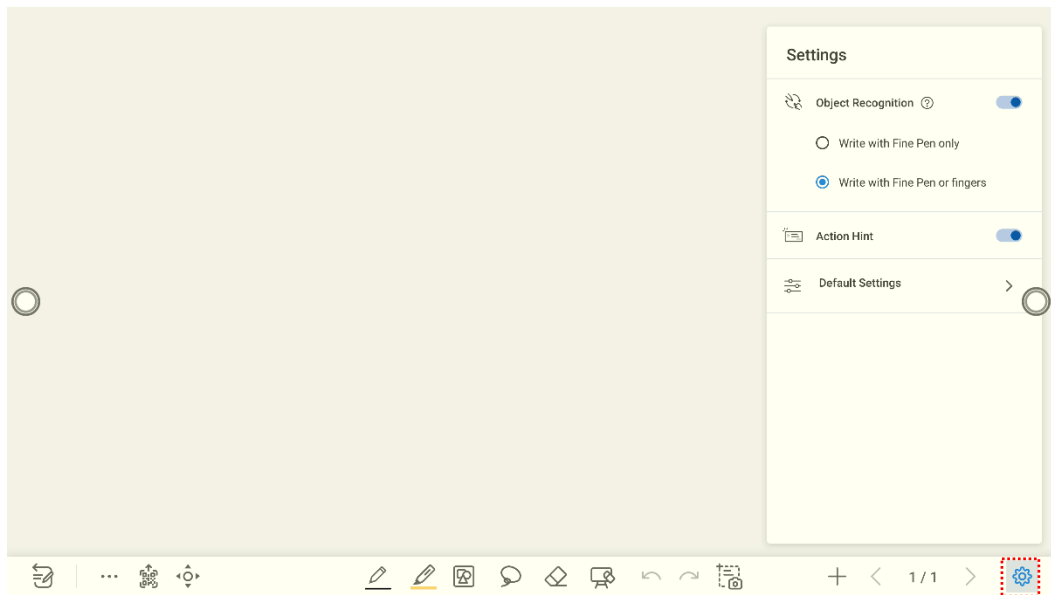 Settings
Object Recognition ?
Write with Fine Pen only
Write with Fine Pen or fingers
Action Hint
Default Settings
1 / 1